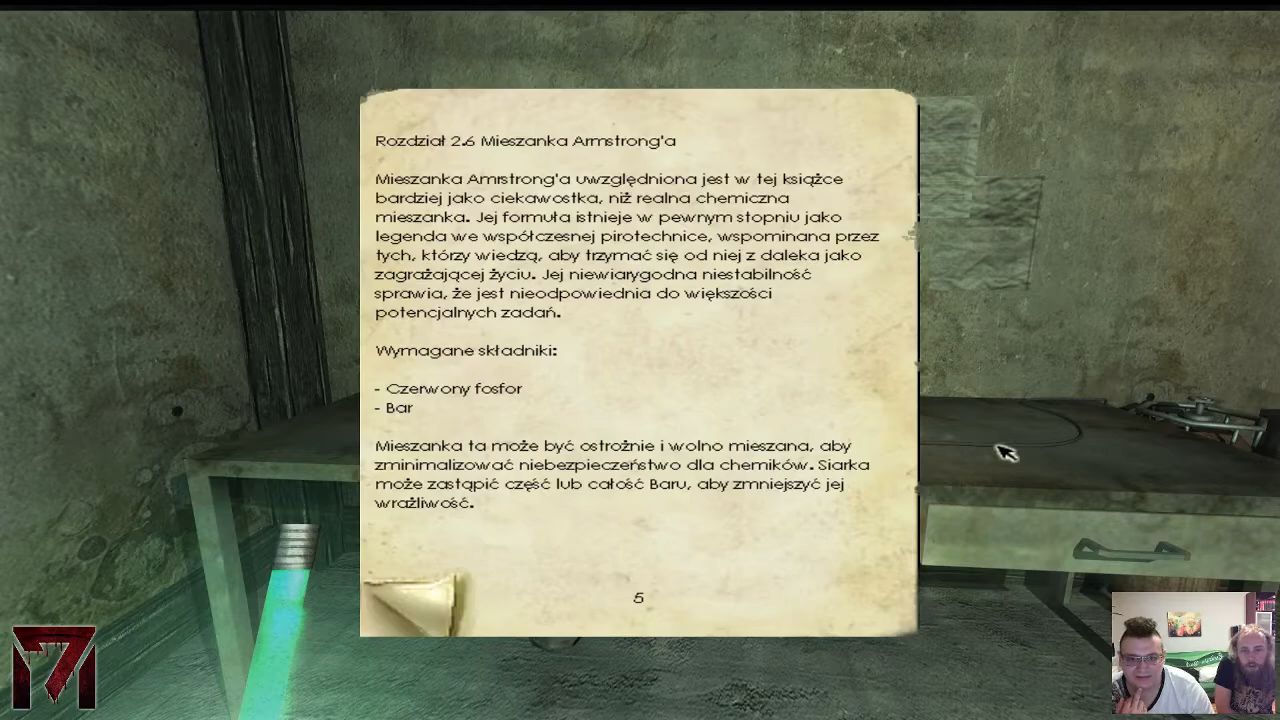 Rozdział 2.6 Mieszanka Armstrong'a
Mieszanka Amrstrong'a uwzględniona jest w tej książce
bardziej jako ciekawostka, niż realna chemiczna
mieszanka. Jej formuła istnieje w pewnym stopniu jako
legenda we współczesnej pirotechnice, wspominana przez
tych, którzy wiedzą, aby trzymać się od niej z daleka jako
zagrażającej życiu. Jej niewiarygodna niestabilność
sprawia, że jest nieodpowiednia do większości
potencjalnych zadań.
Wymagane składniki:
- Czerwony fosfor
- Bar
Mieszanka ta może być ostrożnie i wolno mieszana, aby
zminimalizować niebezpieczeństwo dla chemików. Siarka
może zastąpić część lub całość Baru, aby zmniejszyć jej
wrażliwość.
5